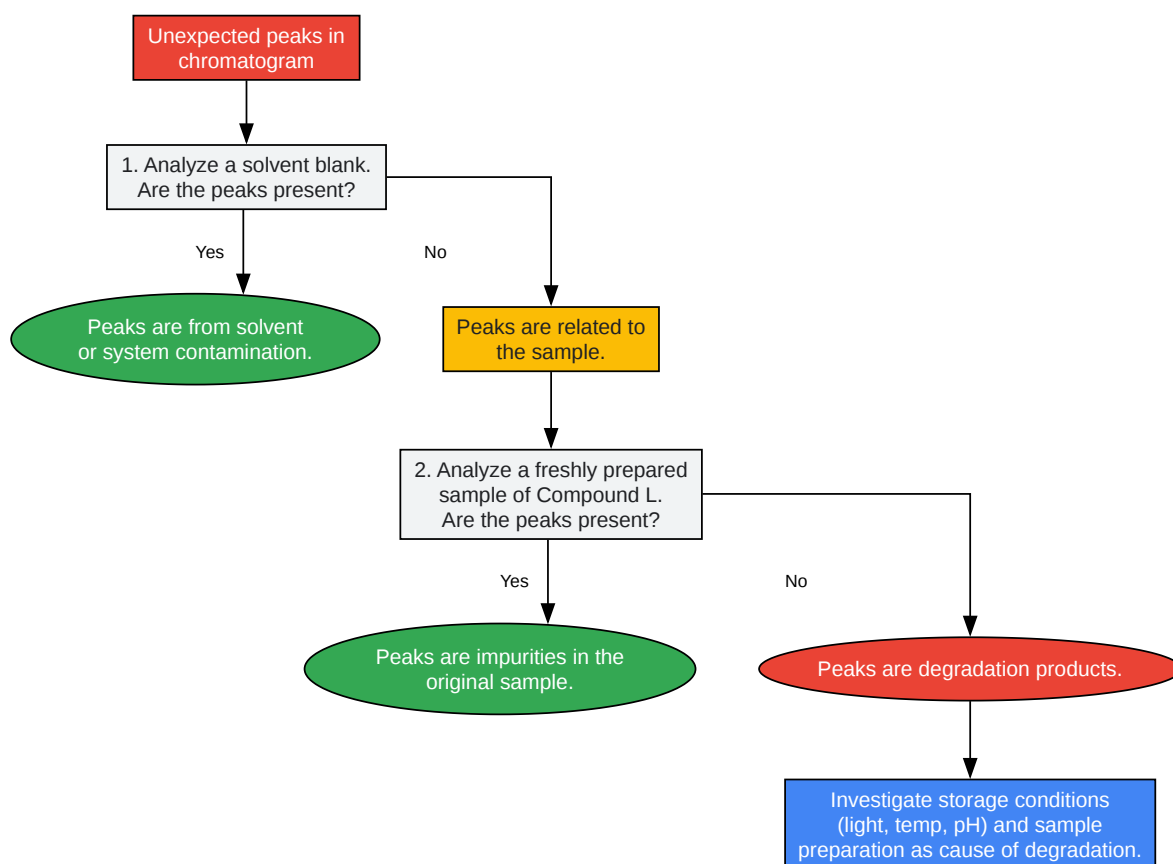 Unexpected peaks in
chromatogram
1. Analyze a solvent blank.
Are the peaks present?
Yes
No
Peaks are from solvent
or system contamination.
Peaks are related to
the sample.
2. Analyze a freshly prepared
sample of Compound L.
Are the peaks present?
Yes
No
Peaks are impurities in the
original sample.
Peaks are degradation products.
Investigate storage conditions
(light, temp, pH) and sample
preparation as cause of degradation.